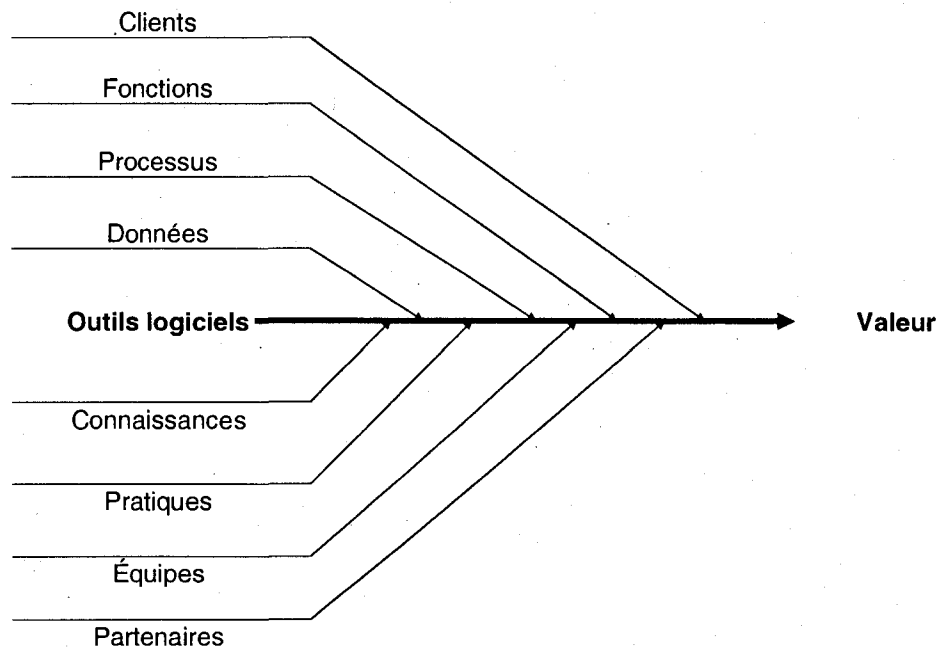 Clients
Fonctions
Processus
Données
Outils logiciels
Valeur
Connaissances
Pratiques
Équipes
Partenaires